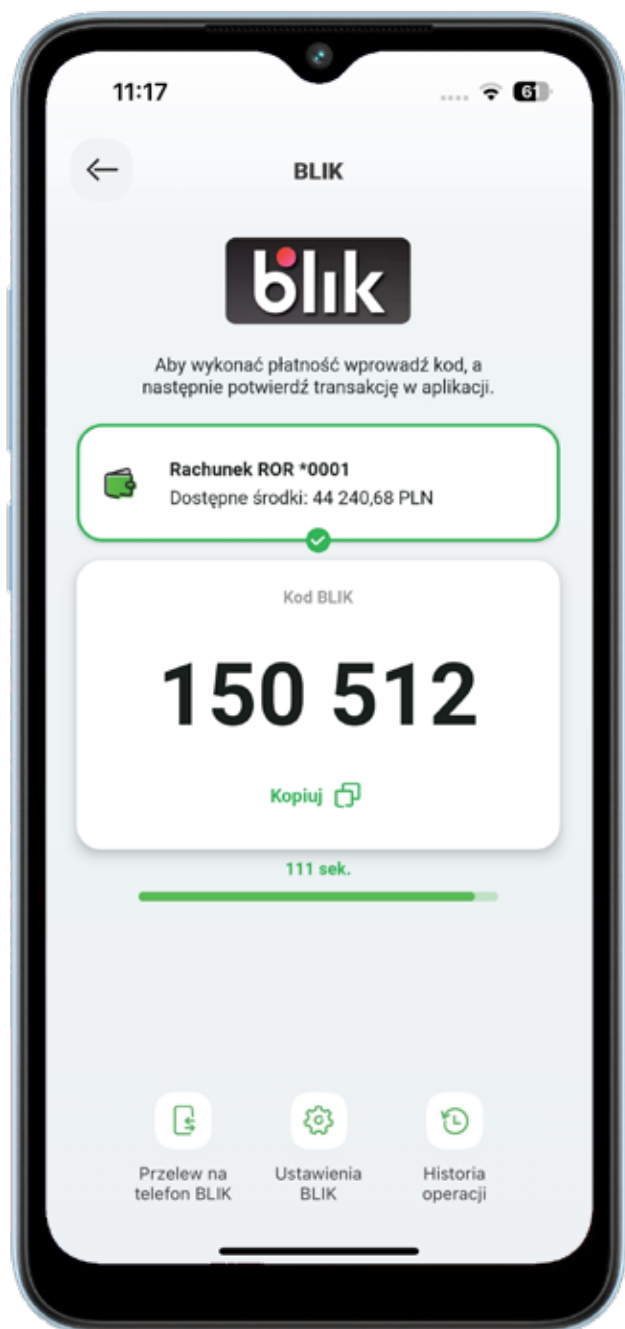 11:17
61
BLIK
blik
Aby wykonać płatność wprowadź kod, a
następnie potwierdź transakcję w aplikacji.
Rachunek ROR *0001
Dostępne środki: 44 240,68 PLN
Kod BLIK
150 512
Kopiuj
111 sek.
Przelew na
telefon BLIK
Ustawienia
BLIK
Historia
operacji